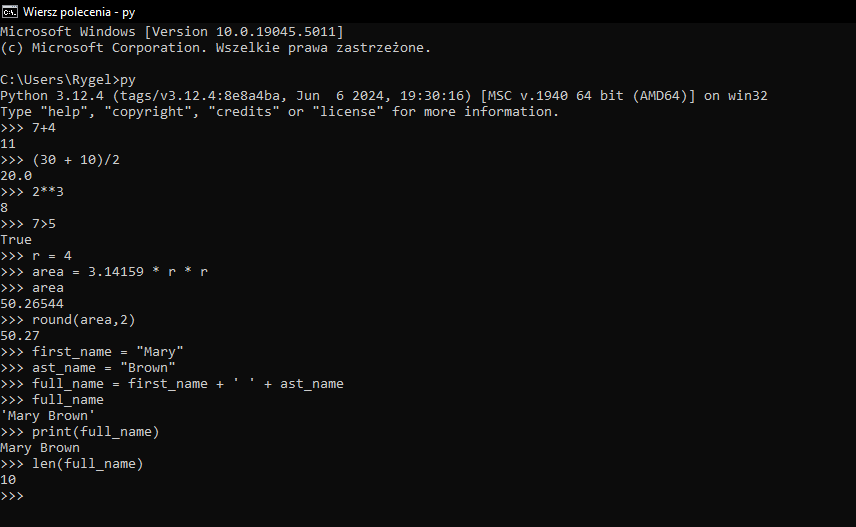 Wiersz polecenia - py
Microsoft Windows [Version 10.0.19045.5011]
(c) Microsoft Corporation. Wszelkie prawa zastrzeżone.
C:\Users\Rygel>py
Python 3.12.4 (tags/v3.12.4:8e8a4ba, Jun  6 2024, 19:30:16) [MSC v.1940 64 bit (AMD64)] on win32
Type "help", "copyright", "credits" or "license" for more information.
>>> 7+4
11
>>> (30 + 10)/2
20.0
>>> 2**3
8
>>> 7>5
True
>>> r = 4
>>> area = 3.14159 * r * r
>>> area
50.26544
>>> round(area,2)
50.27
>>> first_name = "Mary"
>>> ast_name = "Brown"
>>> full_name = first_name + ' ' + ast_name
>>> full_name
'Mary Brown'
>>> print(full_name)
Mary Brown
>>> len(full_name)
10
>>>